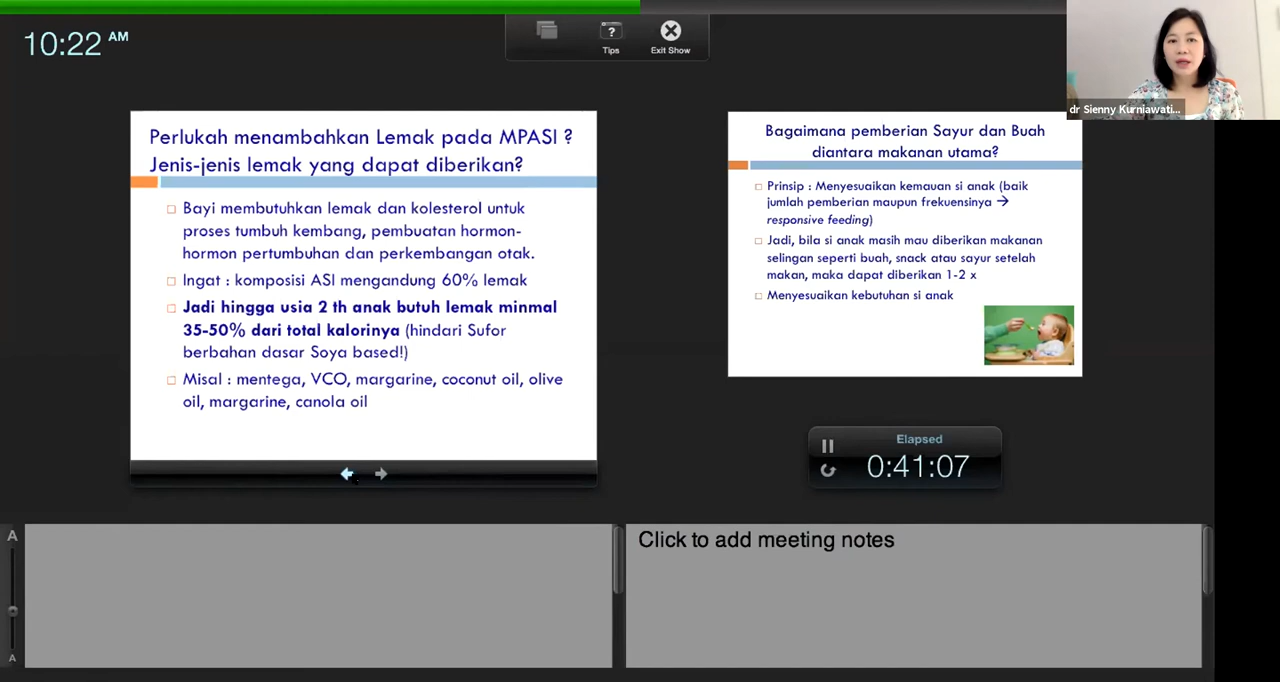 10:22 AM
Tips
Exit Show
dr Sienny Kurniawati...
Perlukah menambahkan Lemak pada MPASI ?
Jenis-jenis lemak yang dapat diberikan?
Bayi membutuhkan lemak dan kolesterol untuk
proses tumbuh kembang, pembuatan hormon-
hormon pertumbuhan dan perkembangan otak.
Ingat : komposisi ASI mengandung 60% lemak
Jadi hingga usia 2 th anak butuh lemak minmal
35-50% dari total kalorinya (hindari Sufor
berbahan dasar Soya based!)
Misal : mentega, VCO, margarine, coconut oil, olive
oil, margarine, canola oil
Bagaimana pemberian Sayur dan Buah
diantara makanan utama?
Prinsip : Menyesuaikan kemauan si anak (baik
jumlah pemberian maupun frekuensinya →
responsive feeding)
Jadi, bila si anak masih mau diberikan makanan
selingan seperti buah, snack atau sayur setelah
makan, maka dapat diberikan 1-2 x
Menyesuaikan kebutuhan si anak
Elapsed
0:41:07
A
A
Click to add meeting notes